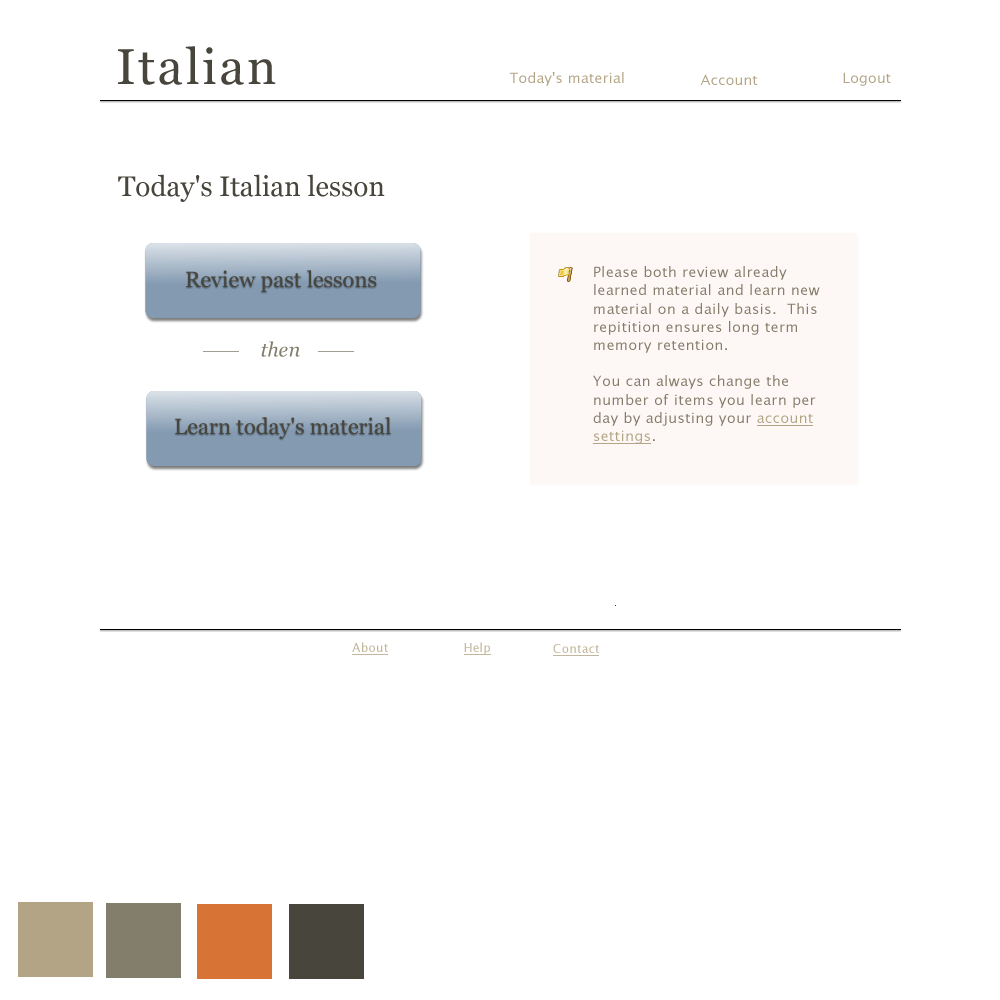 Italian
Today's material
Account
Logout
Today's Italian lesson
Review past lessons
then
Learn today's material
Please both review already
learned material and learn new
material on a daily basis.  This
repitition ensures long term
memory retention.
You can always change the
number of items you learn per
day by adjusting your account
settings.
About
Help
Contact